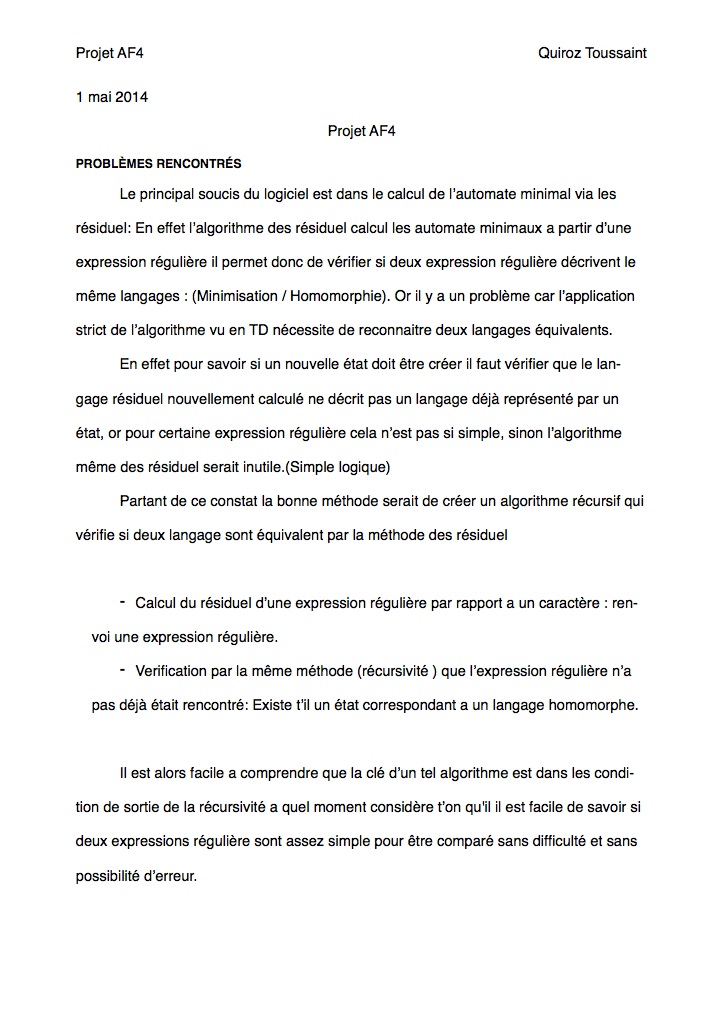 Projet AF4 Quiroz Toussaint
1 mai 2014
Projet AF4
PROBLÈMES RENCONTRÉS
Le principal soucis du logiciel est dans le calcul de l'automate minimal via les
résiduel: En effet l'algorithme des résiduel calcul les automate minimaux a partir d'une
expression régulière il permet donc de vérifier si deux expression régulière décrivent le
même langages : (Minimisation / Homomorphie). Or il y a un problème car l'application
strict de l'algorithme vu en TD nécessite de reconnaitre deux langages équivalents.
En effet pour savoir si un nouvelle état doit être créer il faut vérifier que le lan-
gage résiduel nouvellement calculé ne décrit pas un langage déjà représenté par un
état, or pour certaine expression régulière cela n'est pas si simple, sinon l'algorithme
même des résiduel serait inutile.(Simple logique)
Partant de ce constat la bonne méthode serait de créer un algorithme récursif qui
vérifie si deux langage sont équivalent par la méthode des résiduel
- Calcul du résiduel d'une expression régulière par rapport a un caractère : ren-
voi une expression régulière.
- Verification par la même méthode (récursivité ) que l'expression régulière n'a
pas déjà était rencontré: Existe t'il un état correspondant a un langage homomorphe.
Il est alors facile a comprendre que la clé d'un tel algorithme est dans les condi-
tion de sortie de la récursivité a quel moment considère t'on qu'il il est facile de savoir si
deux expressions régulière sont assez simple pour être comparé sans difficulté et sans
possibilité d'erreur.